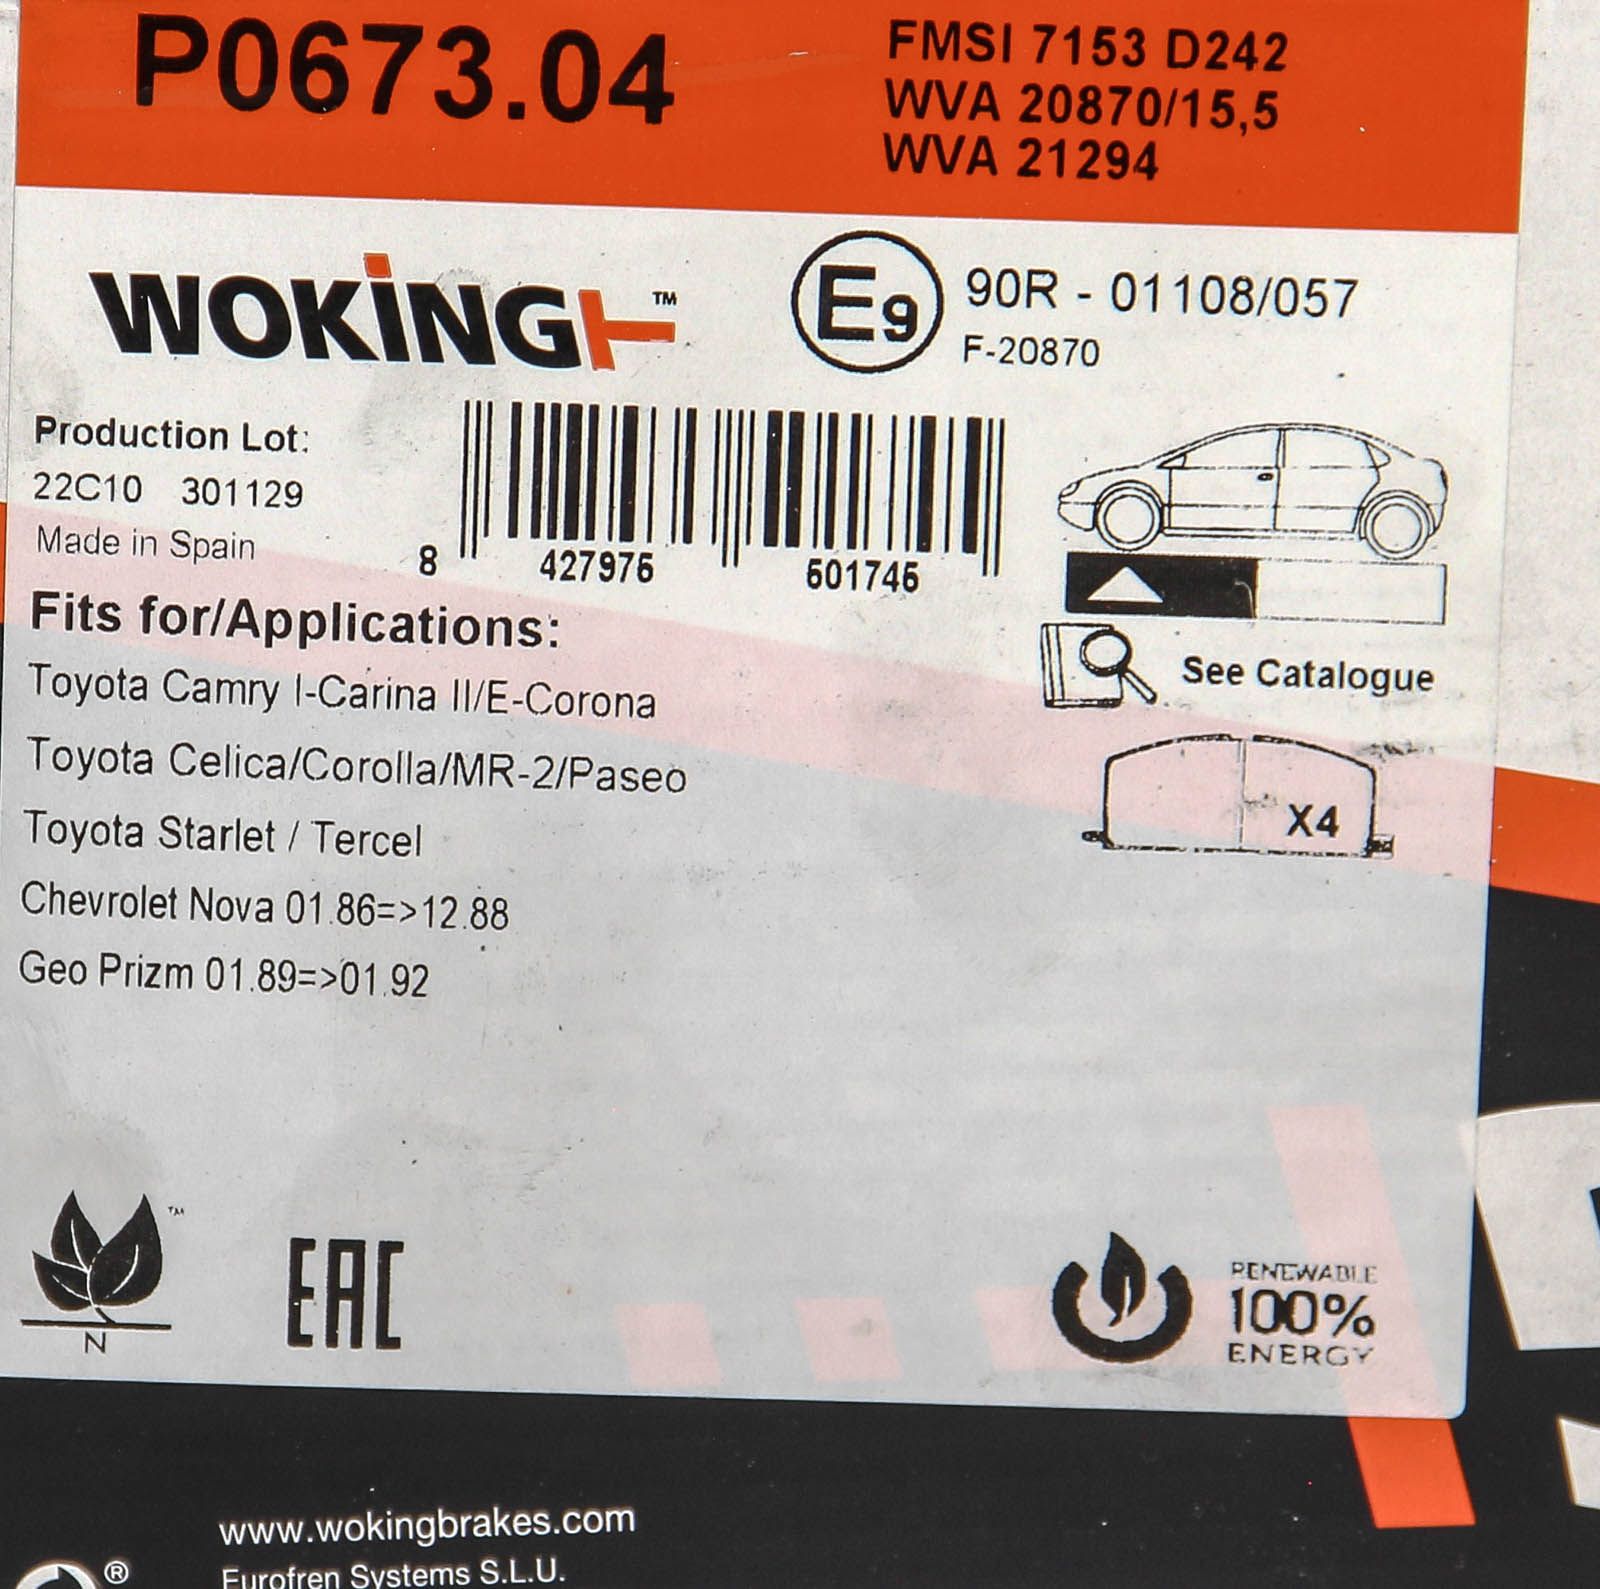 P0673.04
FMSI 7153 D242
WVA 20870/15,5
WVA 21294
WOKING™
E9
90R - 01108/057
F-20870
Production Lot:
22C10 301129
Made in Spain
8 427976 601746
Fits for/Applications:
Toyota Camry I-Carina II/E-Corona
Toyota Celica/Corolla/MR-2/Paseo
Toyota Starlet / Tercel
Chevrolet Nova 01.86=>12.88
Geo Prizm 01.89=>01.92
See Catalogue
X4
™
N
EAC
RENEWABLE
100%
ENERGY
www.wokingbrakes.com
®
Eurofren Systems S.L.U.